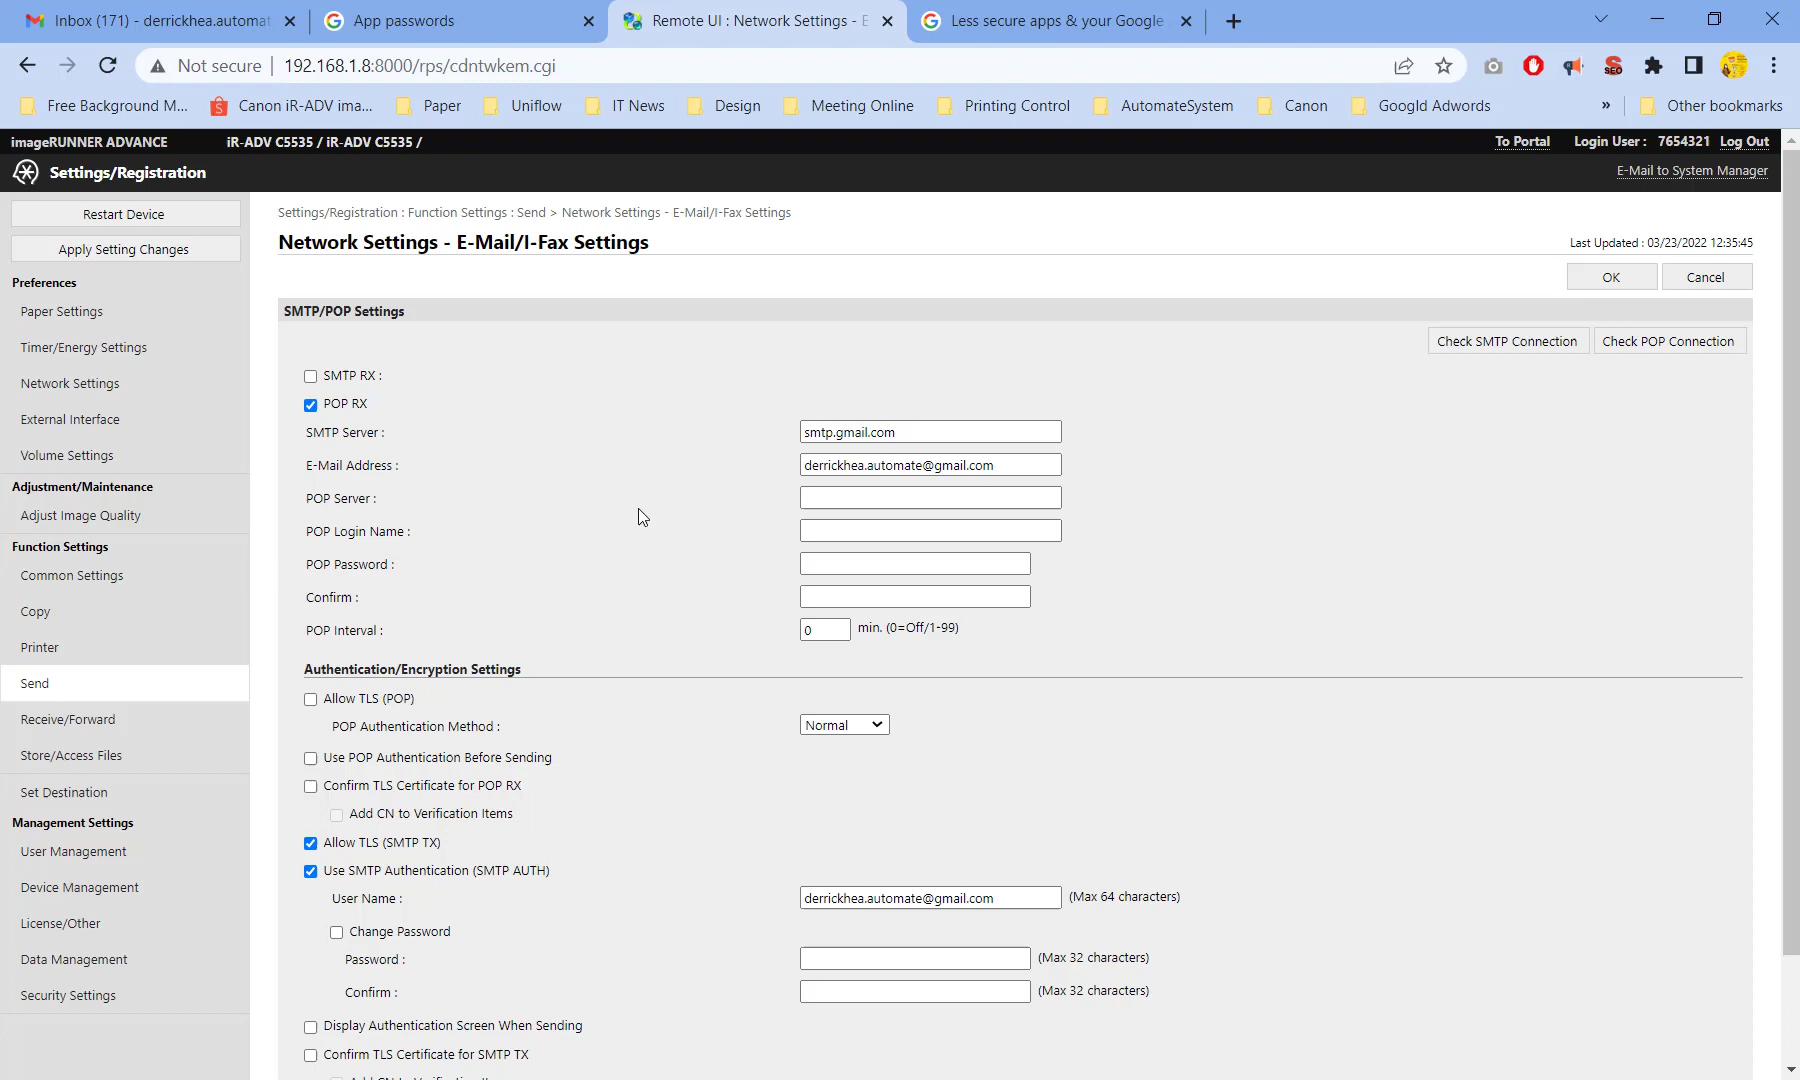 Inbox (171) - derrickhea.automat
App passwords
Remote UI : Network Settings - E
Less secure apps & your Google
Not secure
192.168.1.8:8000/rps/cdntwkem.cgi
SEO
Free Background M...
Canon iR-ADV ima...
Paper
Uniflow
IT News
Design
Meeting Online
Printing Control
AutomateSystem
Canon
Googld Adwords
»
Other bookmarks
imageRUNNER ADVANCE
iR-ADV C5535 / iR-ADV C5535 /
To Portal
Login User : 7654321
Log Out
Settings/Registration
E-Mail to System Manager
Restart Device
Apply Setting Changes
Preferences
Paper Settings
Timer/Energy Settings
Network Settings
External Interface
Volume Settings
Adjustment/Maintenance
Adjust Image Quality
Function Settings
Common Settings
Copy
Printer
Send
Receive/Forward
Store/Access Files
Set Destination
Management Settings
User Management
Device Management
License/Other
Data Management
Security Settings
Settings/Registration : Function Settings : Send > Network Settings - E-Mail/I-Fax Settings
Network Settings - E-Mail/I-Fax Settings
Last Updated : 03/23/2022 12:35:45
OK
Cancel
SMTP/POP Settings
Check SMTP Connection
Check POP Connection
SMTP RX :
POP RX
SMTP Server : smtp.gmail.com
E-Mail Address : derrickhea.automate@gmail.com
POP Server :
POP Login Name :
POP Password :
Confirm :
POP Interval : 0 min. (0=Off/1-99)
Authentication/Encryption Settings
Allow TLS (POP)
POP Authentication Method : Normal
Use POP Authentication Before Sending
Confirm TLS Certificate for POP RX
Add CN to Verification Items
Allow TLS (SMTP TX)
Use SMTP Authentication (SMTP AUTH)
User Name : derrickhea.automate@gmail.com (Max 64 characters)
Change Password
Password : (Max 32 characters)
Confirm : (Max 32 characters)
Display Authentication Screen When Sending
Confirm TLS Certificate for SMTP TX